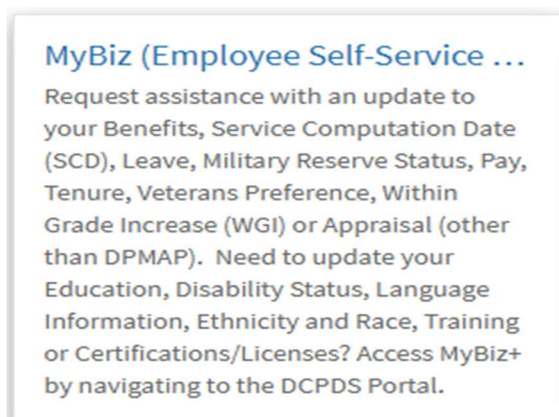 MyBiz (Employee Self-Service ...
Request assistance with an update to
your Benefits, Service Computation Date
(SCD), Leave, Military Reserve Status, Pay,
Tenure, Veterans Preference, Within
Grade Increase (WGI) or Appraisal (other
than DPMAP).  Need to update your
Education, Disability Status, Language
Information, Ethnicity and Race, Training
or Certifications/Licenses? Access MyBiz+
by navigating to the DCPDS Portal.